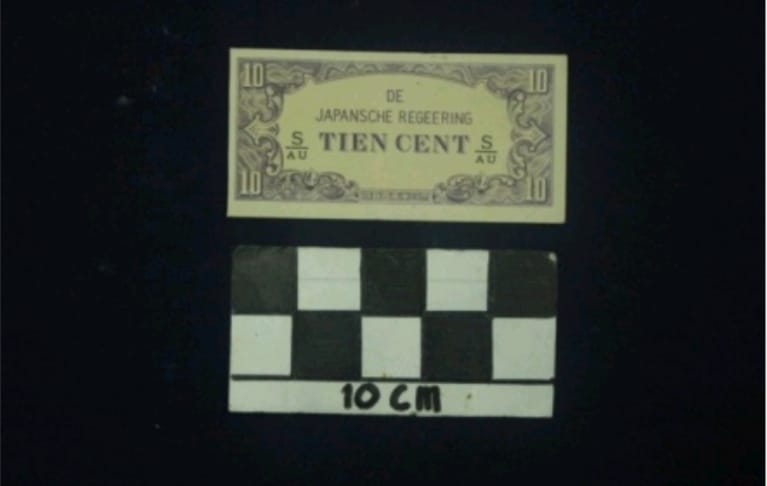 10 10
DE
JAPANSCHE REGEERING
S/AU TIEN CENT S/AU
10 10
10 CM